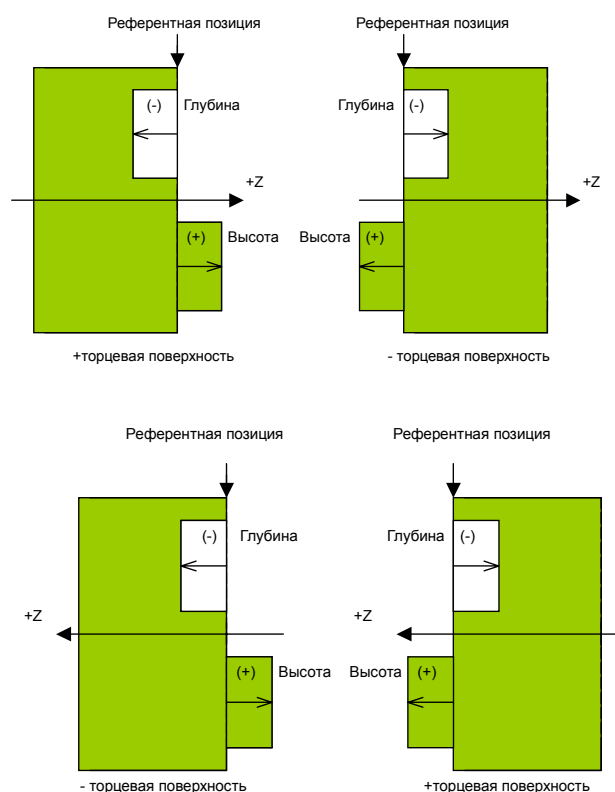 Референтная позиция Референтная позиция
(-) Глубина Глубина (-)
+Z +Z
(+) Высота Высота (+)
+торцевая поверхность - торцевая поверхность
Референтная позиция Референтная позиция
(-) Глубина Глубина (-)
+Z +Z
(+) Высота Высота (+)
- торцевая поверхность +торцевая поверхность